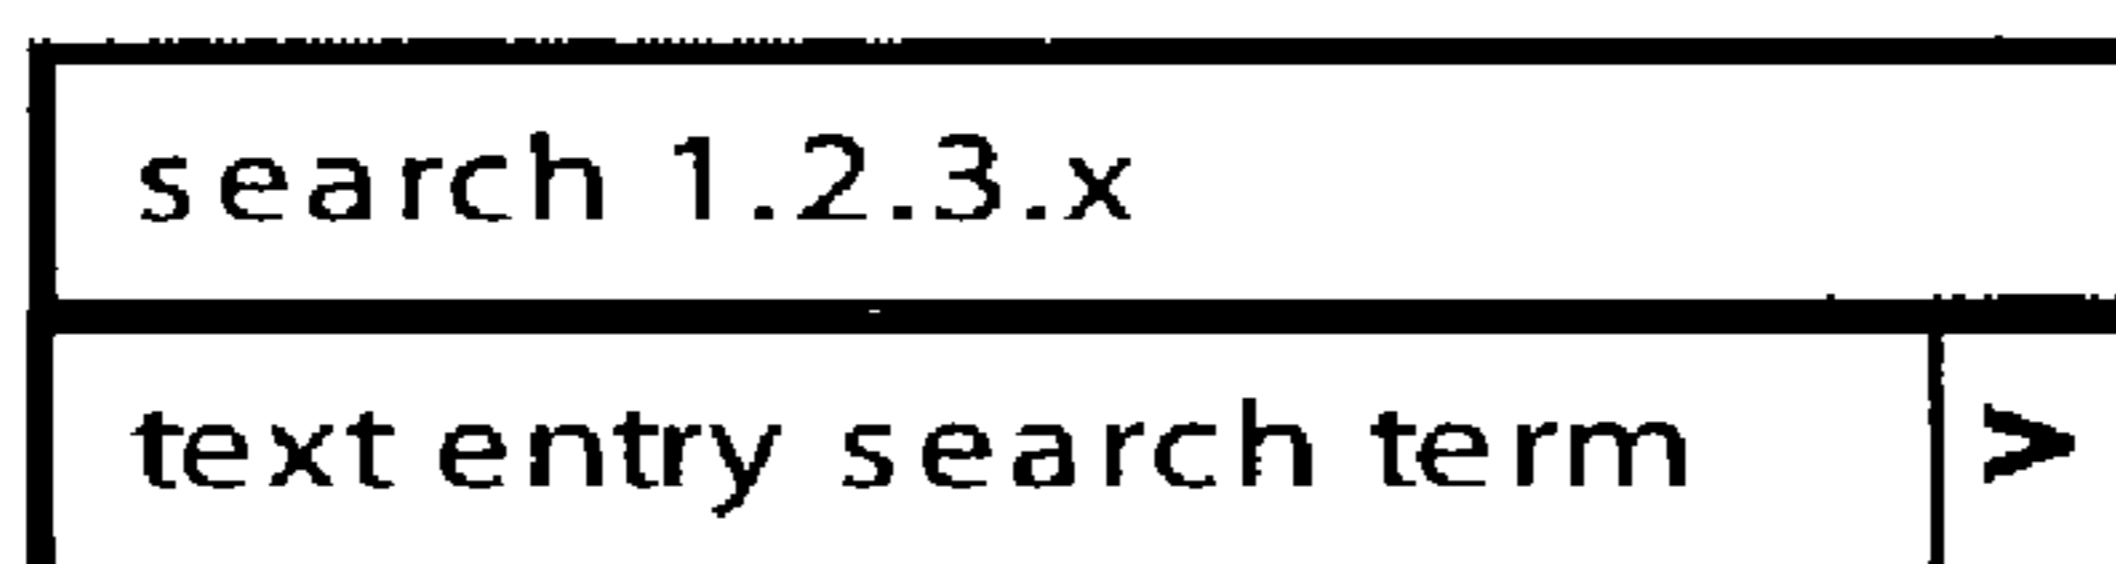 search 1.2.3.x
text entry search term >